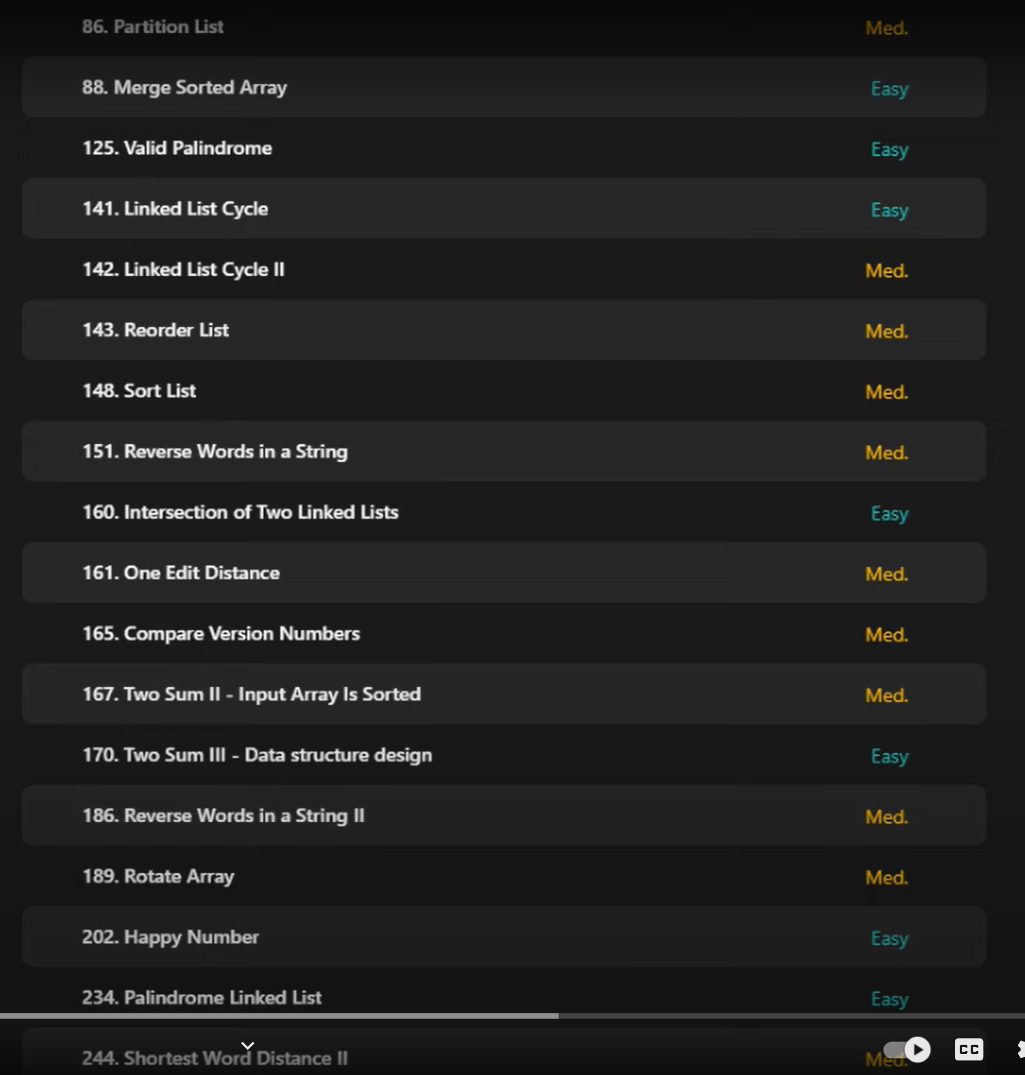 86. Partition List Med.
88. Merge Sorted Array Easy
125. Valid Palindrome Easy
141. Linked List Cycle Easy
142. Linked List Cycle II Med.
143. Reorder List Med.
148. Sort List Med.
151. Reverse Words in a String Med.
160. Intersection of Two Linked Lists Easy
161. One Edit Distance Med.
165. Compare Version Numbers Med.
167. Two Sum II - Input Array Is Sorted Med.
170. Two Sum III - Data structure design Easy
186. Reverse Words in a String II Med.
189. Rotate Array Med.
202. Happy Number Easy
234. Palindrome Linked List Easy
244. Shortest Word Distance II Med.
CC